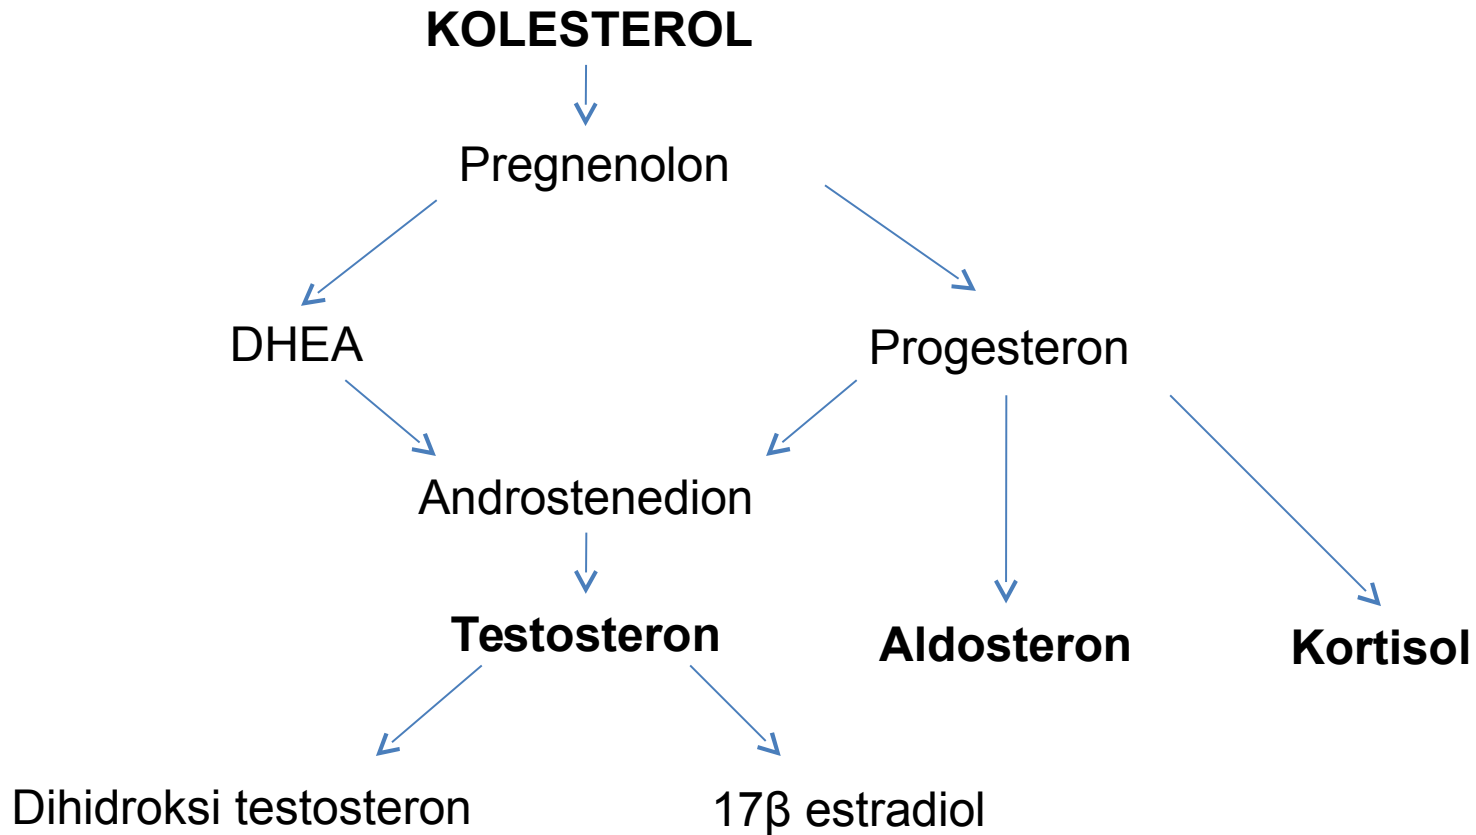 KOLESTEROL
Pregnenolon
DHEA
Progesteron
Androstenedion
Testosteron
Aldosteron
Kortisol
Dihidroksi testosteron
17β estradiol